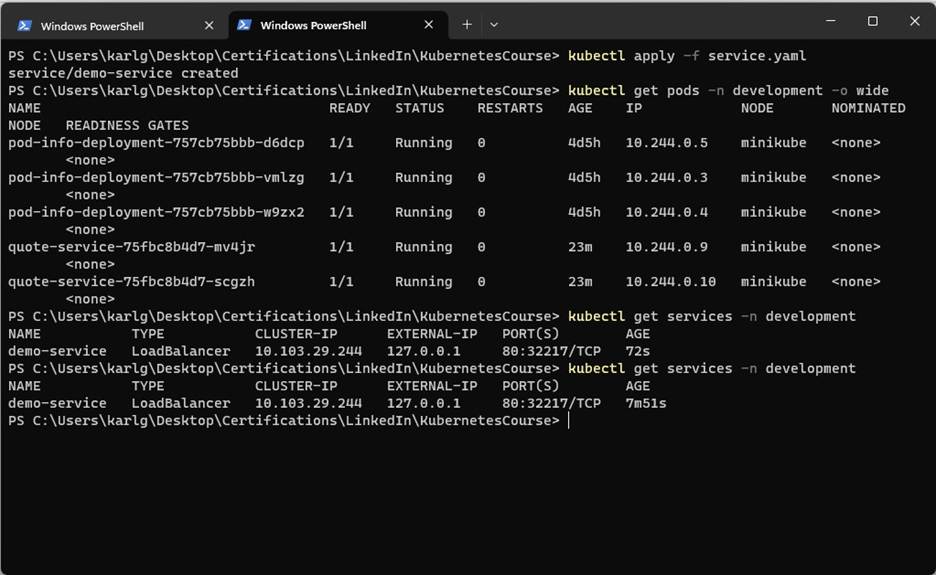 Windows PowerShell
Windows PowerShell
PS C:\Users\karlg\Desktop\Certifications\LinkedIn\KubernetesCourse> kubectl apply -f service.yaml
service/demo-service created
PS C:\Users\karlg\Desktop\Certifications\LinkedIn\KubernetesCourse> kubectl get pods -n development -o wide
NAME READY STATUS RESTARTS AGE IP NODE NOMINATED
NODE READINESS GATES
pod-info-deployment-757cb75bbb-d6dcp 1/1 Running 0 4d5h 10.244.0.5 minikube <none>
<none>
pod-info-deployment-757cb75bbb-vmlzg 1/1 Running 0 4d5h 10.244.0.3 minikube <none>
<none>
pod-info-deployment-757cb75bbb-w9zx2 1/1 Running 0 4d5h 10.244.0.4 minikube <none>
<none>
quote-service-75fbc8b4d7-mv4jr 1/1 Running 0 23m 10.244.0.9 minikube <none>
<none>
quote-service-75fbc8b4d7-scgzh 1/1 Running 0 23m 10.244.0.10 minikube <none>
<none>
PS C:\Users\karlg\Desktop\Certifications\LinkedIn\KubernetesCourse> kubectl get services -n development
NAME TYPE CLUSTER-IP EXTERNAL-IP PORT(S) AGE
demo-service LoadBalancer 10.103.29.244 127.0.0.1 80:32217/TCP 72s
PS C:\Users\karlg\Desktop\Certifications\LinkedIn\KubernetesCourse> kubectl get services -n development
NAME TYPE CLUSTER-IP EXTERNAL-IP PORT(S) AGE
demo-service LoadBalancer 10.103.29.244 127.0.0.1 80:32217/TCP 7m51s
PS C:\Users\karlg\Desktop\Certifications\LinkedIn\KubernetesCourse>